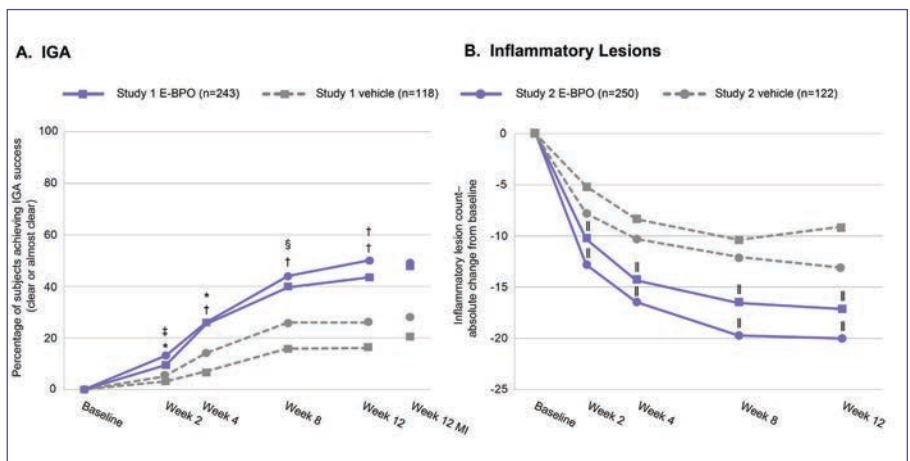 A. IGA
B. Inflammatory Lesions
Study 1 E-BPO (n=243)
Study 1 vehicle (n=118)
Study 2 E-BPO (n=250)
Study 2 vehicle (n=122)
Percentage of subjects achieving IGA success
(clear or almost clear)
100
80
60
40
20
0
‡
*
*
†
§
†
†
†
Baseline
Week 2
Week 4
Week 8
Week 12
Week 12 MI
Inflammatory lesion count–
absolute change from baseline
0
-5
-10
-15
-20
-25
‖
‖
‖
‖
‖
‖
‖
‖
Baseline
Week 2
Week 4
Week 8
Week 12